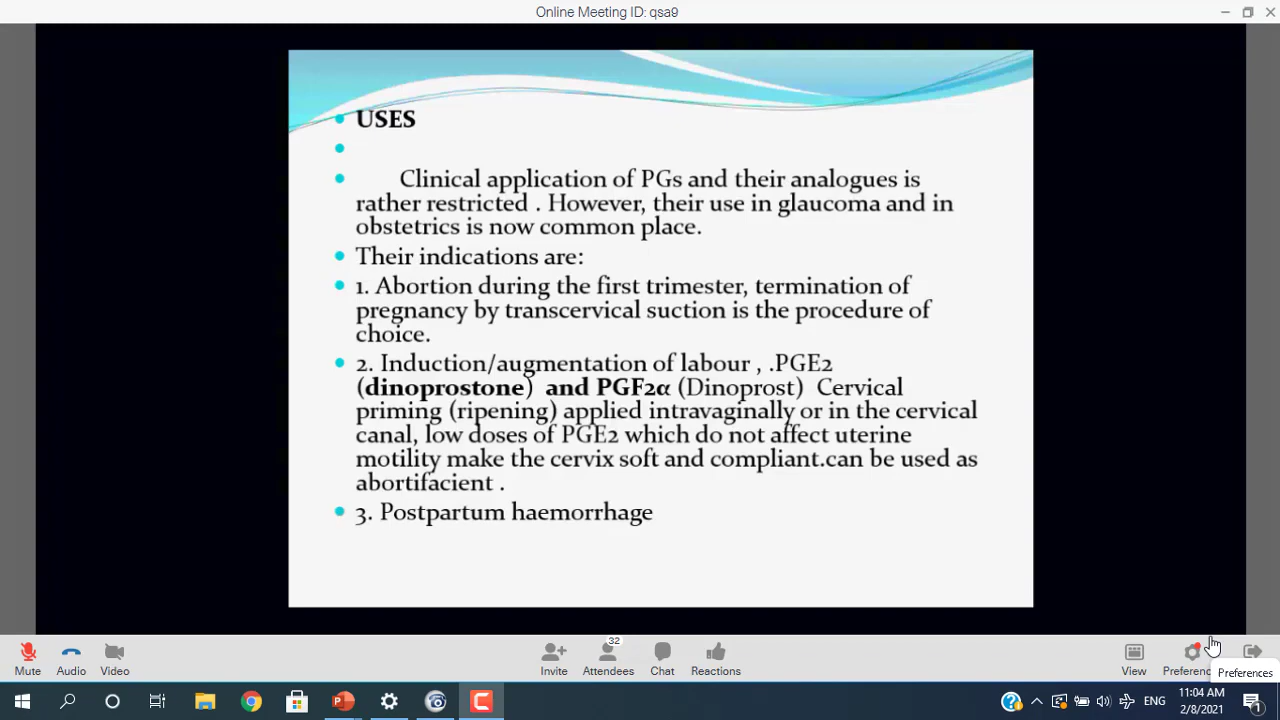 Online Meeting ID: qsa9
USES
Clinical application of PGs and their analogues is
rather restricted . However, their use in glaucoma and in
obstetrics is now common place.
Their indications are:
1. Abortion during the first trimester, termination of
pregnancy by transcervical suction is the procedure of
choice.
2. Induction/augmentation of labour , .PGE2
(dinoprostone) and PGF2α (Dinoprost) Cervical
priming (ripening) applied intravaginally or in the cervical
canal, low doses of PGE2 which do not affect uterine
motility make the cervix soft and compliant.can be used as
abortifacient .
3. Postpartum haemorrhage
32
Mute Audio Video Invite Attendees Chat Reactions View Preferenc
Preferences
ENG
11:04 AM
2/8/2021
1